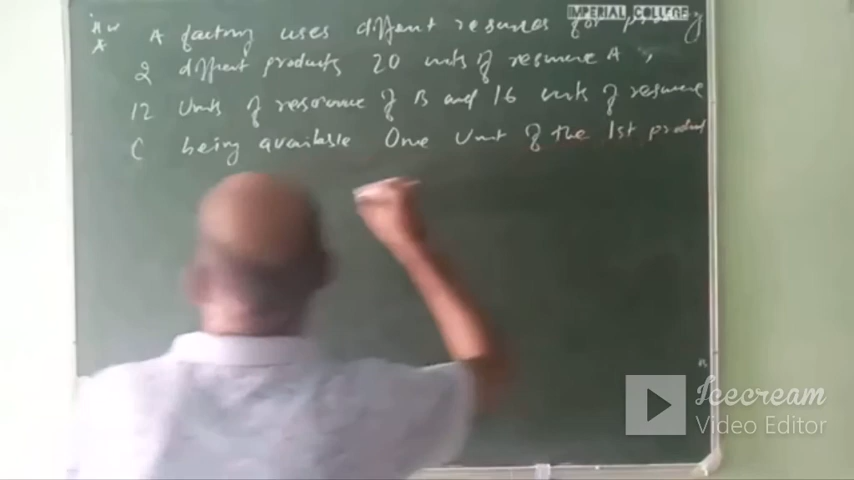 IMPERIAL COLLEGE
A factory uses different resources for producing
2 different products 20 units of resource A,
12 units of resource of B and 16 units of resource
C being available One Unit of the 1st product
Icecream
Video Editor